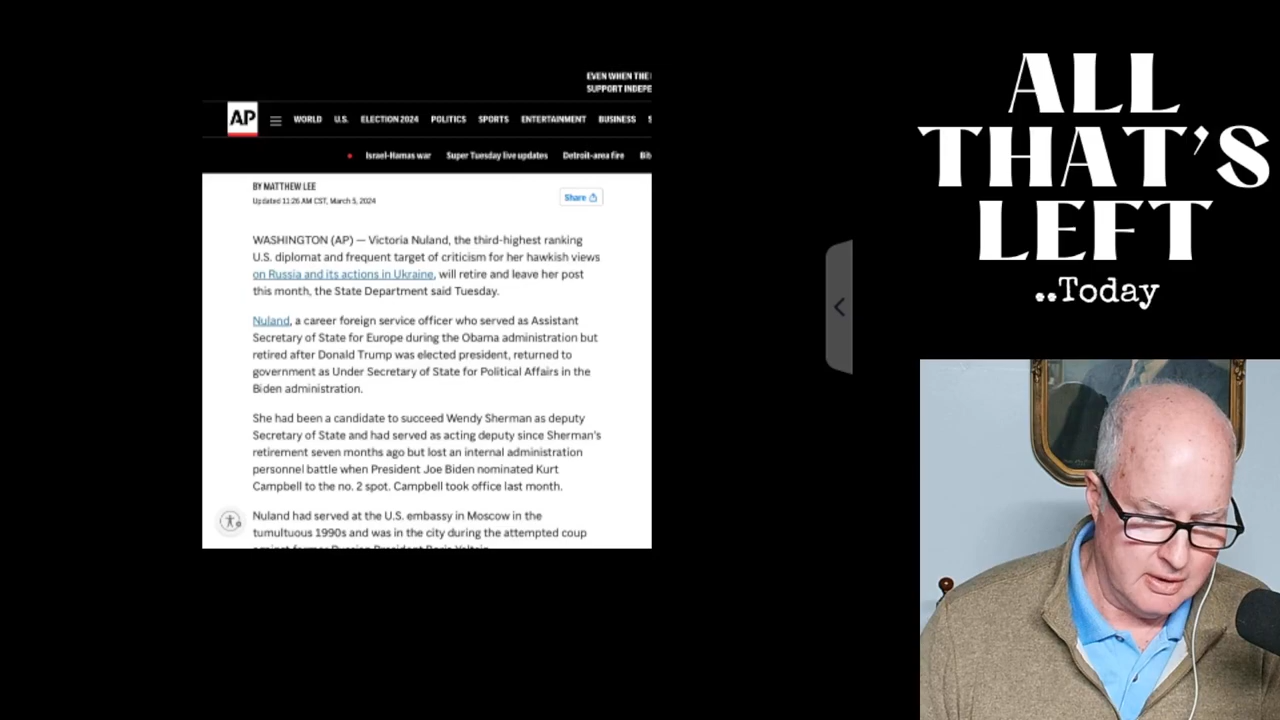 EVEN WHEN THE
SUPPORT INDEPE
AP
WORLD U.S. ELECTION 2024 POLITICS SPORTS ENTERTAINMENT BUSINESS S
Israel-Hamas war Super Tuesday live updates Detroit-area fire
BY MATTHEW LEE
Updated 11:26 AM CST, March 5, 2024
Share
WASHINGTON (AP) — Victoria Nuland, the third-highest ranking
U.S. diplomat and frequent target of criticism for her hawkish views
on Russia and its actions in Ukraine, will retire and leave her post
this month, the State Department said Tuesday.
Nuland, a career foreign service officer who served as Assistant
Secretary of State for Europe during the Obama administration but
retired after Donald Trump was elected president, returned to
government as Under Secretary of State for Political Affairs in the
Biden administration.
She had been a candidate to succeed Wendy Sherman as deputy
Secretary of State and had served as acting deputy since Sherman's
retirement seven months ago but lost an internal administration
personnel battle when President Joe Biden nominated Kurt
Campbell to the no. 2 spot. Campbell took office last month.
Nuland had served at the U.S. embassy in Moscow in the
tumultuous 1990s and was in the city during the attempted coup
against former Russian President Boris Yeltsin.
ALL
THAT'S
LEFT
..Today